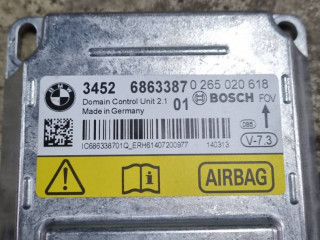 BMW
3452 6863387 0 265 020 618
Domain Control Unit 2.1 01 BOSCH FOV
Made in Germany
V-7.3
IC686338701Q_ERH61407200977 140313
AIRBAG